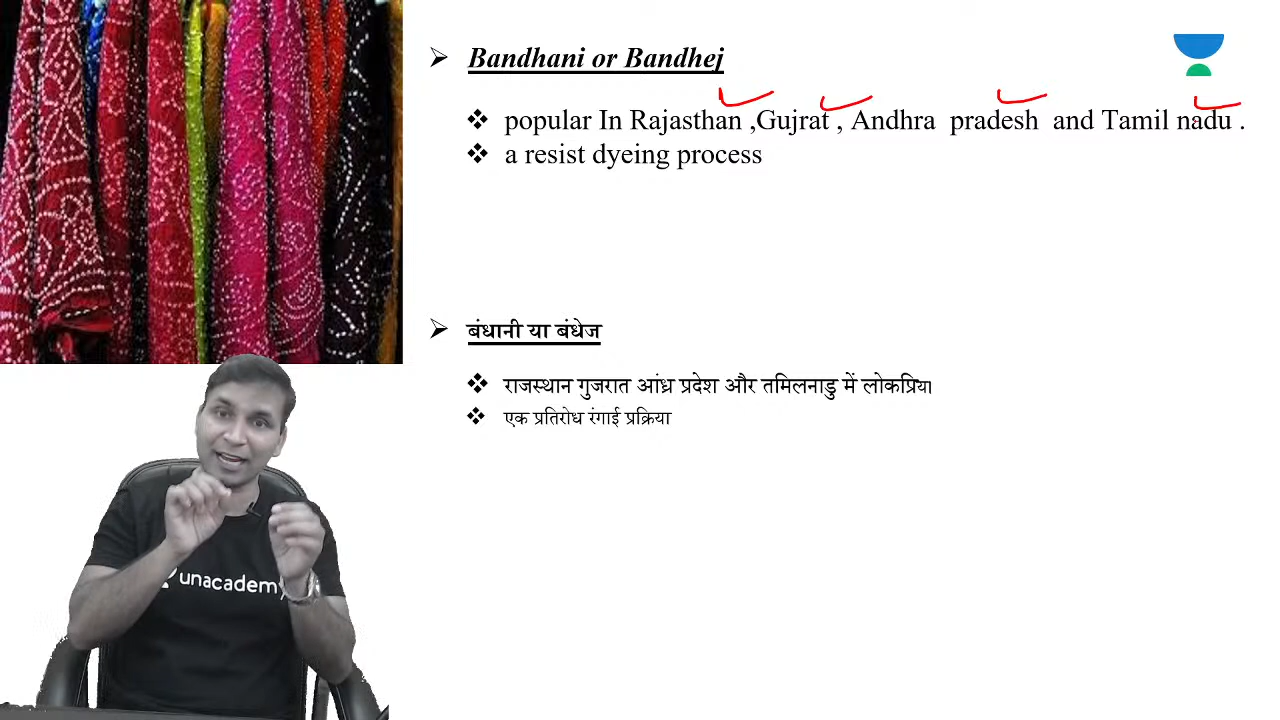 Bandhani or Bandhej
popular In Rajasthan ,Gujrat , Andhra pradesh and Tamil nadu .
a resist dyeing process
बंधानी या बंधेज
राजस्थान गुजरात आंध्र प्रदेश और तमिलनाडु में लोकप्रिय।
एक प्रतिरोध रंगाई प्रक्रिया
unacademy